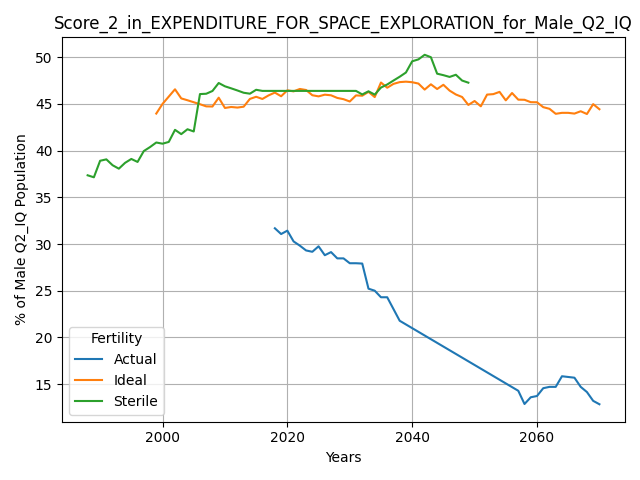 Score_2_in_EXPENDITURE_FOR_SPACE_EXPLORATION_for_Male_Q2_IQ
% of Male Q2_IQ Population
50
45
40
35
30
25
20
15
Fertility
Actual
Ideal
Sterile
2000
2020
2040
2060
Years